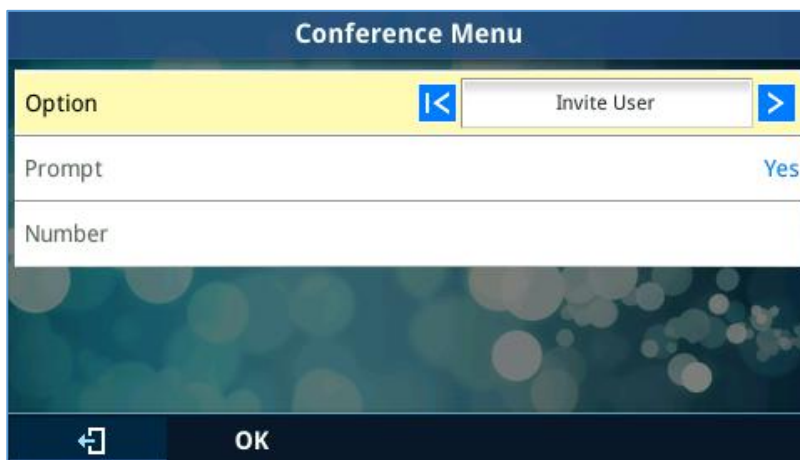 Conference Menu
Option Invite User
Prompt Yes
Number
OK